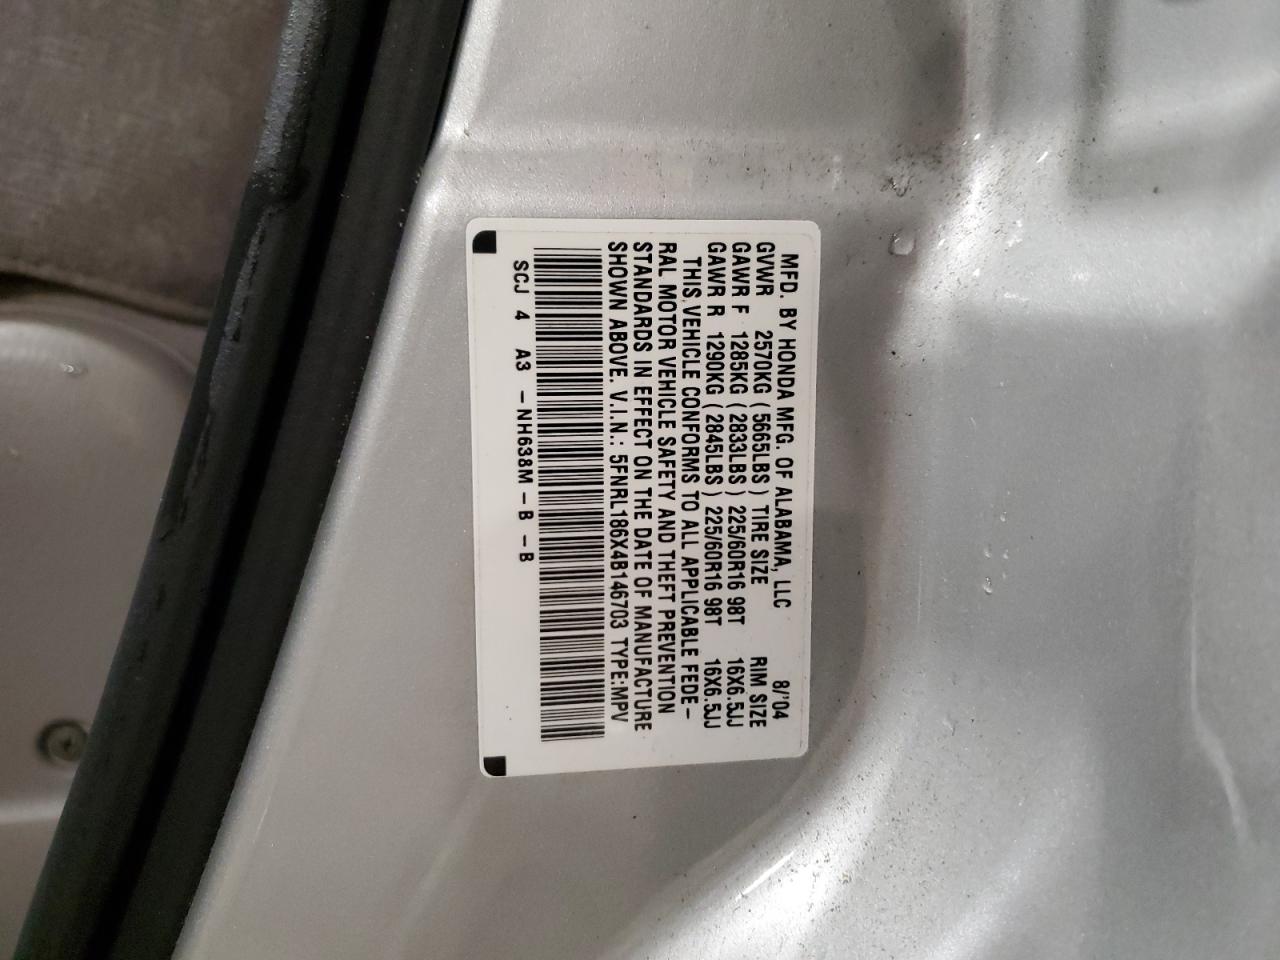 MFD. BY HONDA MFG. OF ALABAMA, LLC 8/'04
GVWR 2570KG ( 5665LBS ) TIRE SIZE RIM SIZE
GAWR F 1285KG ( 2833LBS ) 225/60R16 98T 16X6.5JJ
GAWR R 1290KG ( 2845LBS ) 225/60R16 98T 16X6.5JJ
THIS VEHICLE CONFORMS TO ALL APPLICABLE FEDE-
RAL MOTOR VEHICLE SAFETY AND THEFT PREVENTION
STANDARDS IN EFFECT ON THE DATE OF MANUFACTURE
SHOWN ABOVE. V.I.N.: 5FNRL186X4B146703 TYPE:MPV
SCJ 4 A3 -NH638M-B -B